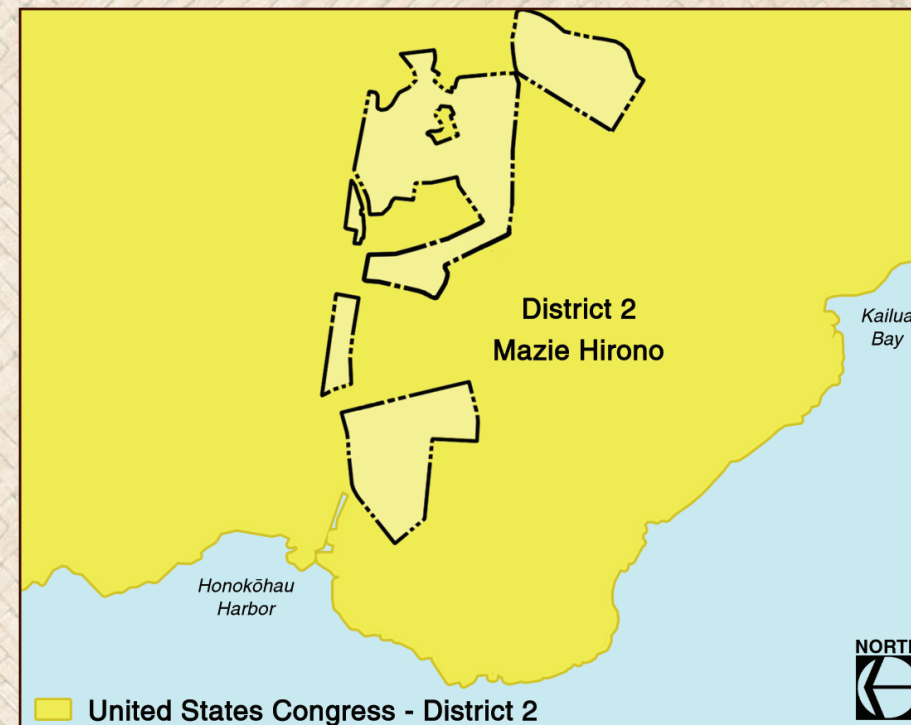 District 2
Mazie Hirono
Kailua
Bay
Honokōhau
Harbor
NORTH
United States Congress - District 2